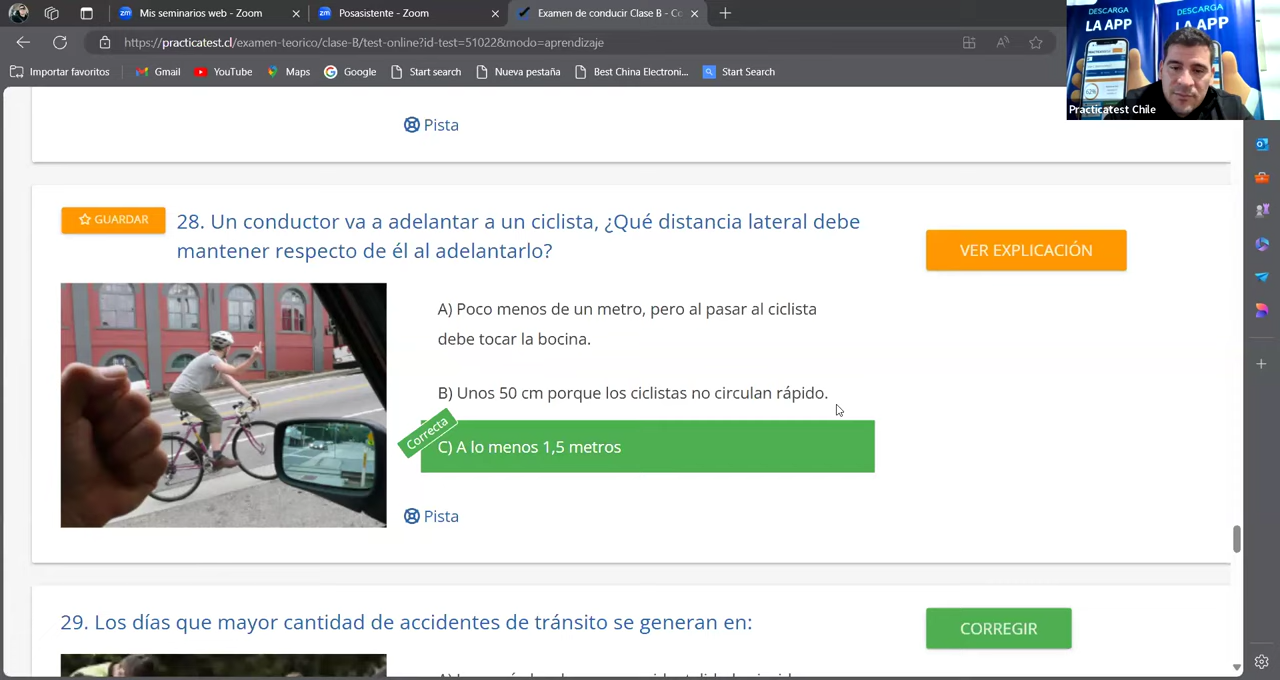 Mis seminarios web - Zoom
Posasistente - Zoom
Examen de conducir Clase B - Co
https://practicatest.cl/examen-teorico/clase-B/test-online?id-test=51022&modo=aprendizaje
Importar favoritos
Gmail
YouTube
Maps
Google
Start search
Nueva pestaña
Best China Electroni...
Start Search
DESCARGA
LA APP
DESCARGA
LA APP
Practicatest Chile
Pista
GUARDAR
28. Un conductor va a adelantar a un ciclista, ¿Qué distancia lateral debe
mantener respecto de él al adelantarlo?
VER EXPLICACIÓN
A) Poco menos de un metro, pero al pasar al ciclista
debe tocar la bocina.
B) Unos 50 cm porque los ciclistas no circulan rápido.
Correcta
C) A lo menos 1,5 metros
Pista
29. Los días que mayor cantidad de accidentes de tránsito se generan en:
CORREGIR